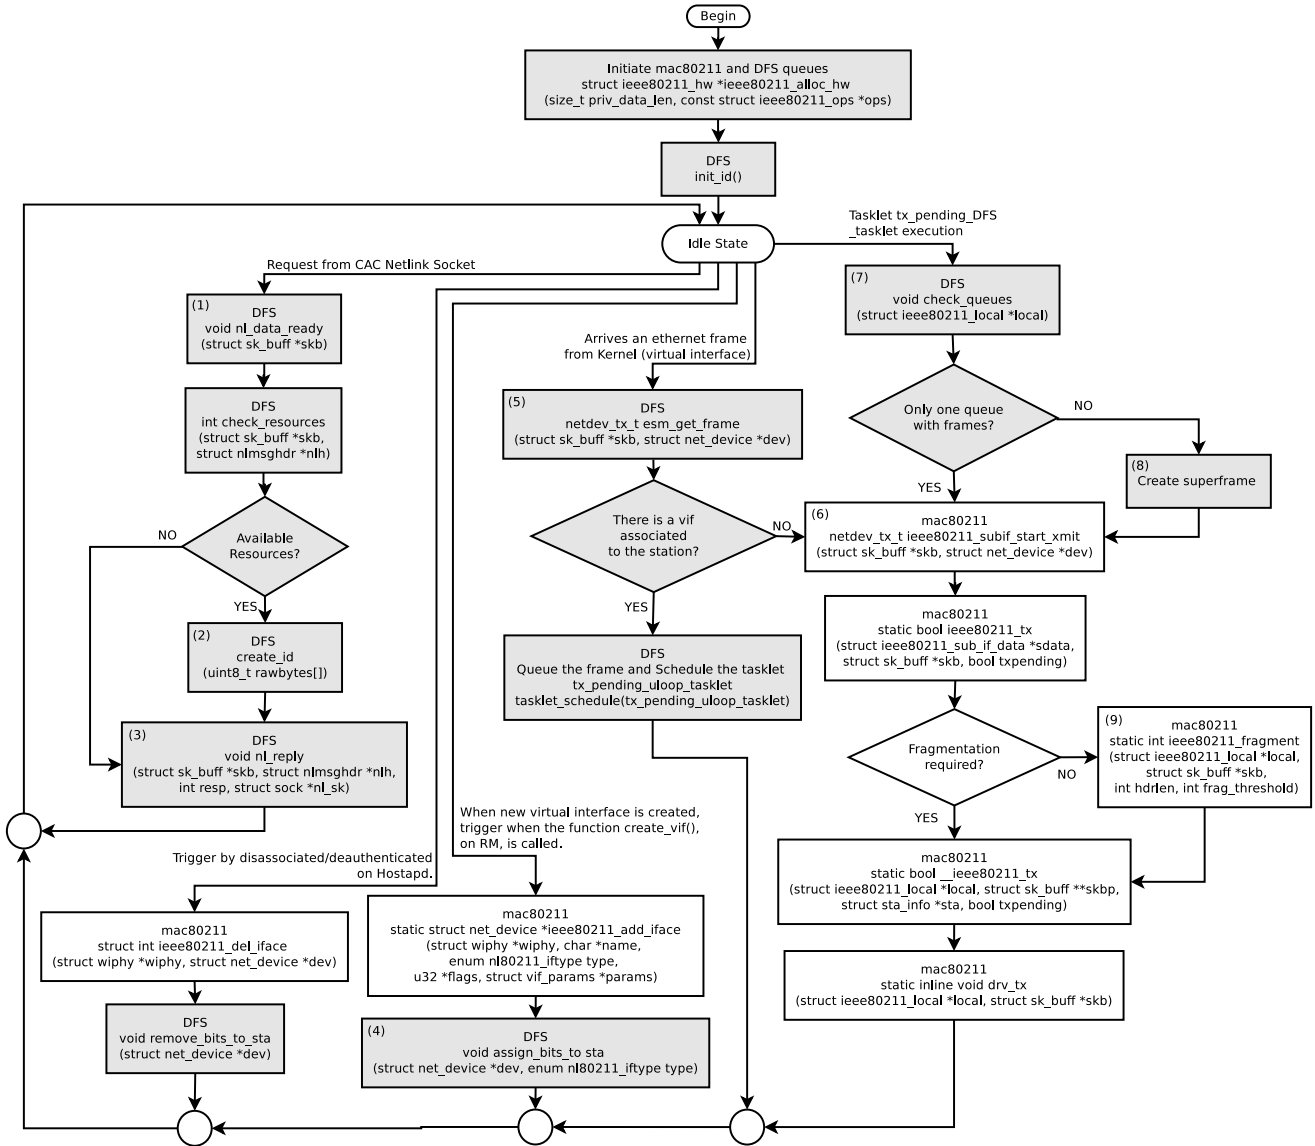 Begin
Initiate mac80211 and DFS queues
struct ieee80211_hw *ieee80211_alloc_hw
(size_t priv_data_len, const struct ieee80211_ops *ops)
DFS
init_id()
Idle State
Tasklet tx_pending_DFS
_tasklet execution
Request from CAC Netlink Socket
(1)
DFS
void nl_data_ready
(struct sk_buff *skb)
DFS
int check_resources
(struct sk_buff *skb,
struct nlmsghdr *nlh)
Available
Resources?
NO
YES
(2)
DFS
create_id
(uint8_t rawbytes[])
(3)
DFS
void nl_reply
(struct sk_buff *skb, struct nlmsghdr *nlh,
int resp, struct sock *nl_sk)
Trigger by disassociated/deauthenticated
on Hostapd.
mac80211
struct int ieee80211_del_iface
(struct wiphy *wiphy, struct net_device *dev)
DFS
void remove_bits_to_sta
(struct net_device *dev)
When new virtual interface is created,
trigger when the function create_vif(),
on RM, is called.
mac80211
static struct net_device *ieee80211_add_iface
(struct wiphy *wiphy, char *name,
enum nl80211_iftype type,
u32 *flags, struct vif_params *params)
(4)
DFS
void assign_bits_to sta
(struct net_device *dev, enum nl80211_iftype type)
Arrives an ethernet frame
from Kernel (virtual interface)
(5)
DFS
netdev_tx_t esm_get_frame
(struct sk_buff *skb, struct net_device *dev)
There is a vif
associated
to the station?
NO
YES
DFS
Queue the frame and Schedule the tasklet
tx_pending_uloop_tasklet
tasklet_schedule(tx_pending_uloop_tasklet)
(7)
DFS
void check_queues
(struct ieee80211_local *local)
Only one queue
with frames?
NO
YES
(8)
Create superframe
(6)
mac80211
netdev_tx_t ieee80211_subif_start_xmit
(struct sk_buff *skb, struct net_device *dev)
mac80211
static bool ieee80211_tx
(struct ieee80211_sub_if_data *sdata,
struct sk_buff *skb, bool txpending)
Fragmentation
required?
NO
YES
(9)
mac80211
static int ieee80211_fragment
(struct ieee80211_local *local,
struct sk_buff *skb,
int hdrlen, int frag_threshold)
mac80211
static bool __ieee80211_tx
(struct ieee80211_local *local, struct sk_buff **skbp,
struct sta_info *sta, bool txpending)
mac80211
static inline void drv_tx
(struct ieee80211_local *local, struct sk_buff *skb)